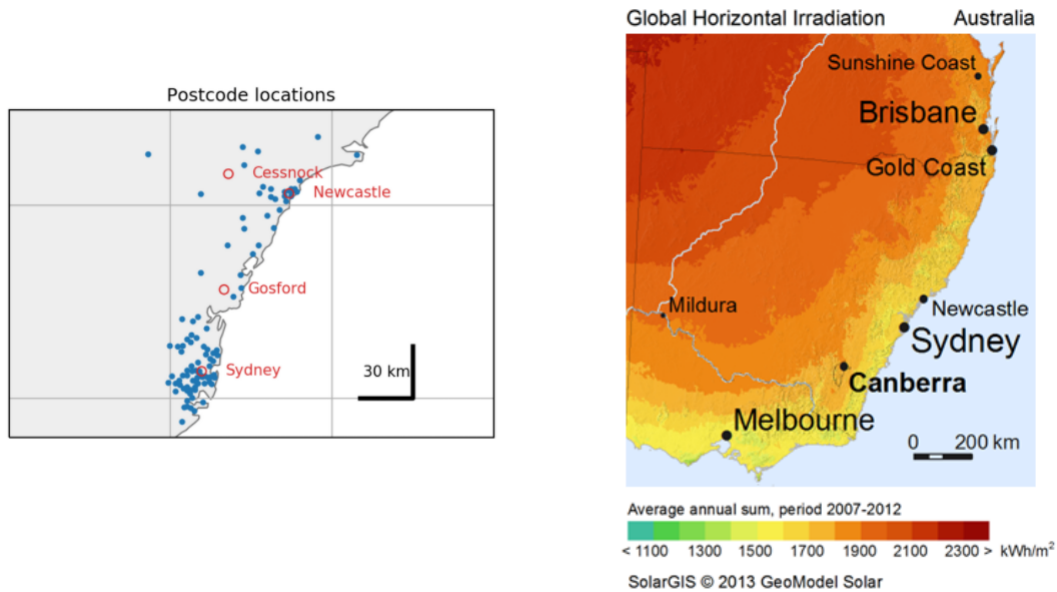 Postcode locations
Cessnock
Newcastle
Gosford
Sydney
30 km
Global Horizontal Irradiation Australia
Sunshine Coast
Brisbane
Gold Coast
Mildura
Newcastle
Sydney
Canberra
Melbourne
0 200 km
Average annual sum, period 2007-2012
< 1100 1300 1500 1700 1900 2100 2300 > kWh/m²
SolarGIS © 2013 GeoModel Solar